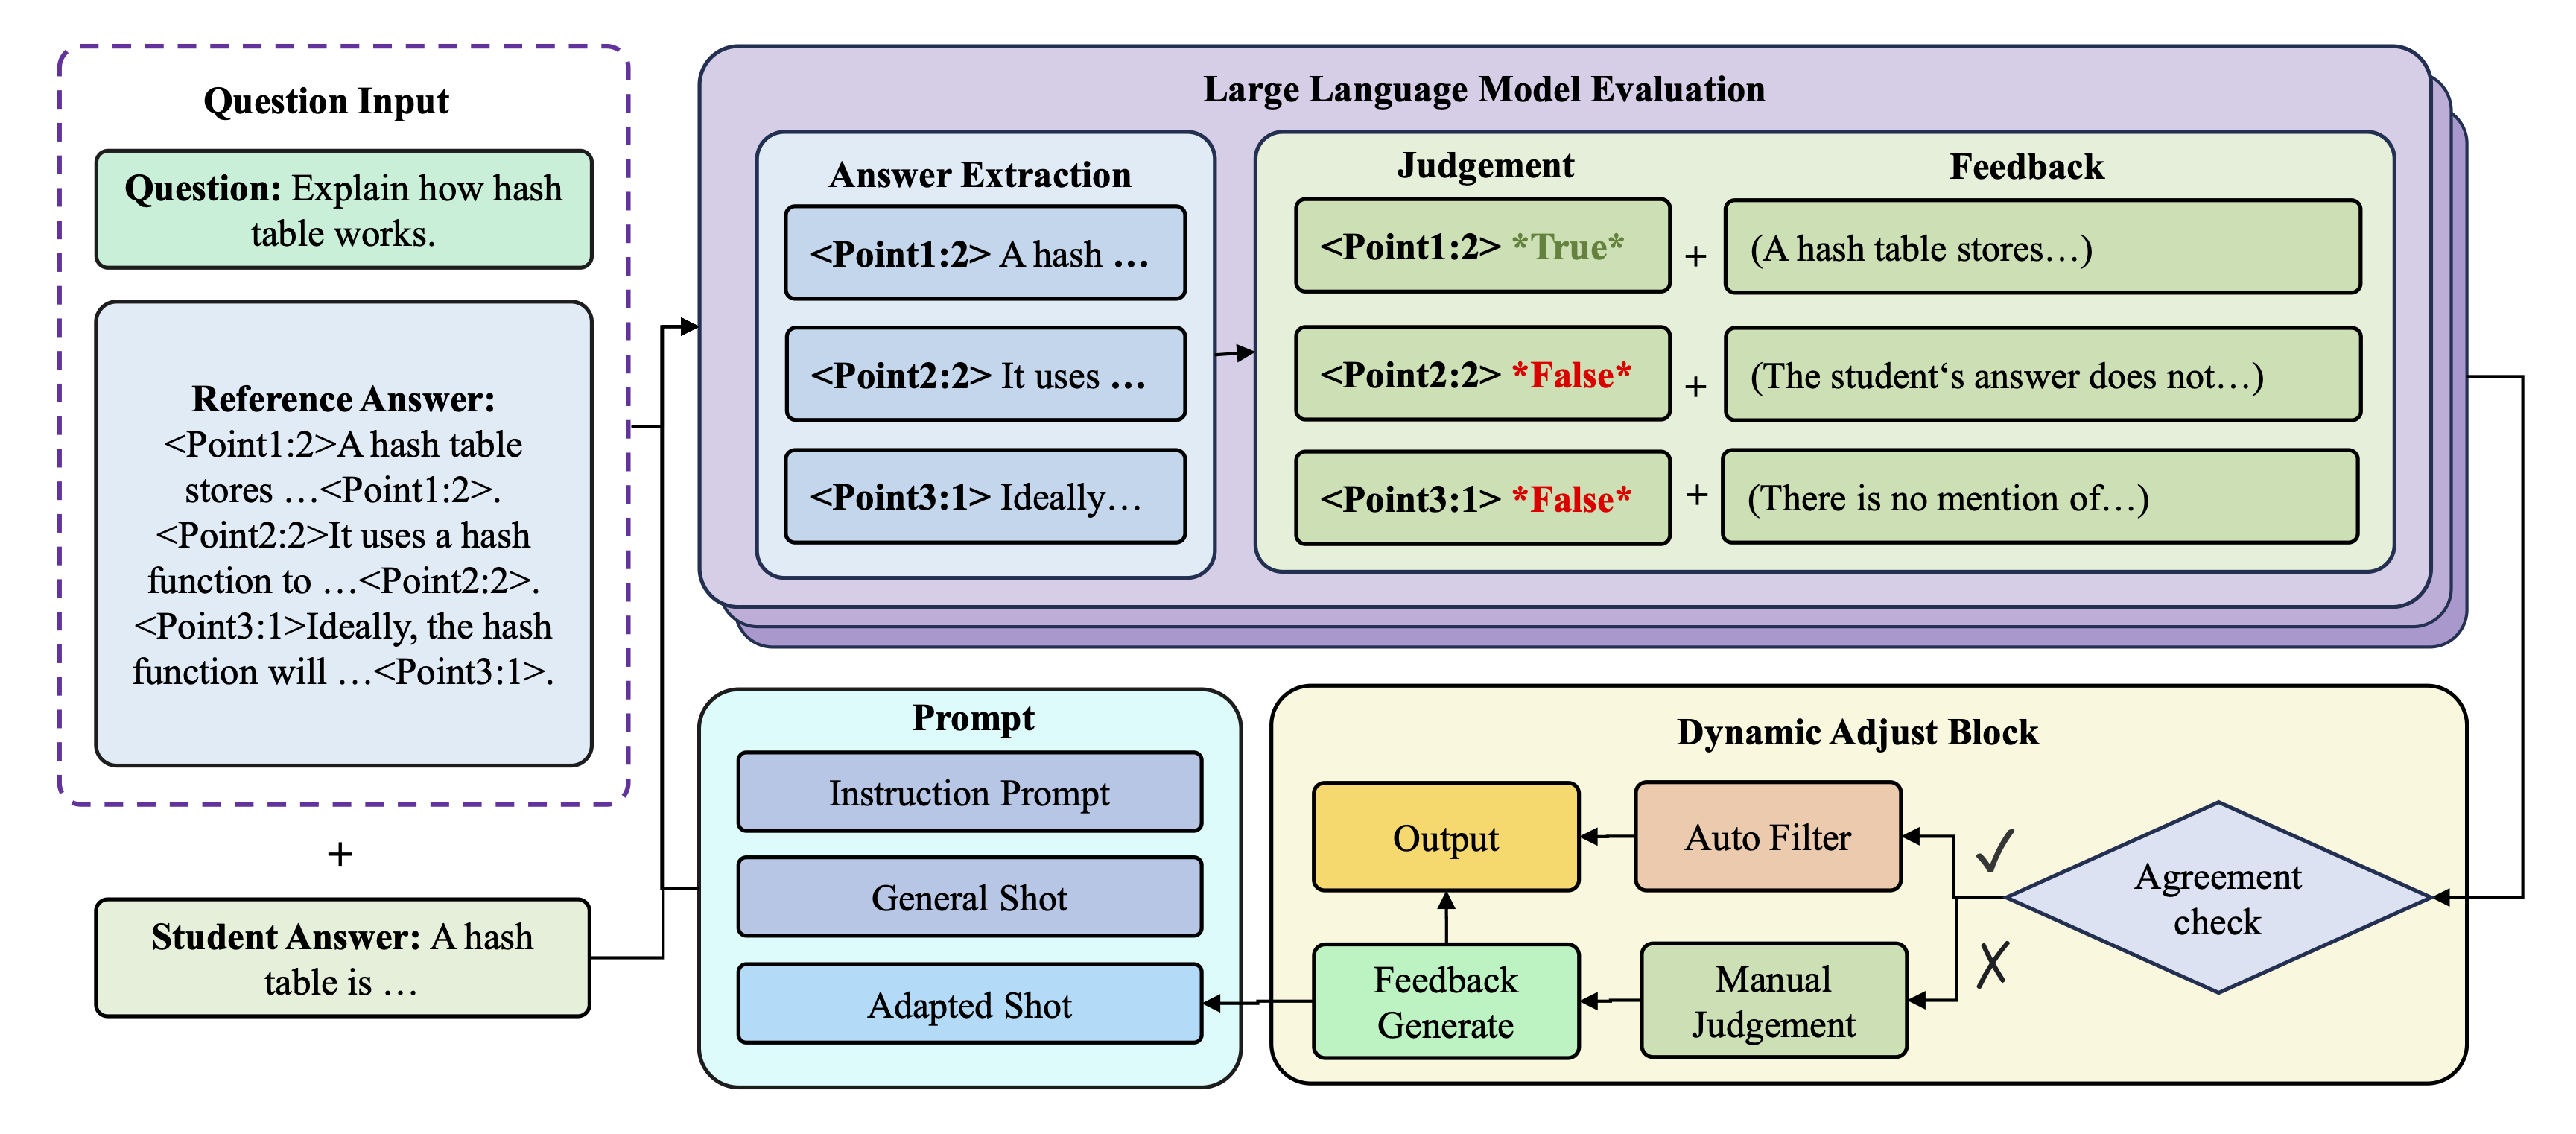 Question Input
Question: Explain how hash
table works.
Reference Answer:
<Point1:2>A hash table
stores …<Point1:2>.
<Point2:2>It uses a hash
function to …<Point2:2>.
<Point3:1>Ideally, the hash
function will …<Point3:1>.
+
Student Answer: A hash
table is …
Large Language Model Evaluation
Answer Extraction
<Point1:2> A hash …
<Point2:2> It uses …
<Point3:1> Ideally…
Judgement
Feedback
<Point1:2> *True*
+
(A hash table stores…)
<Point2:2> *False*
+
(The student‘s answer does not…)
<Point3:1> *False*
+
(There is no mention of…)
Prompt
Instruction Prompt
General Shot
Adapted Shot
Dynamic Adjust Block
Output
Auto Filter
✓
Agreement
check
Feedback
Generate
Manual
Judgement
✗